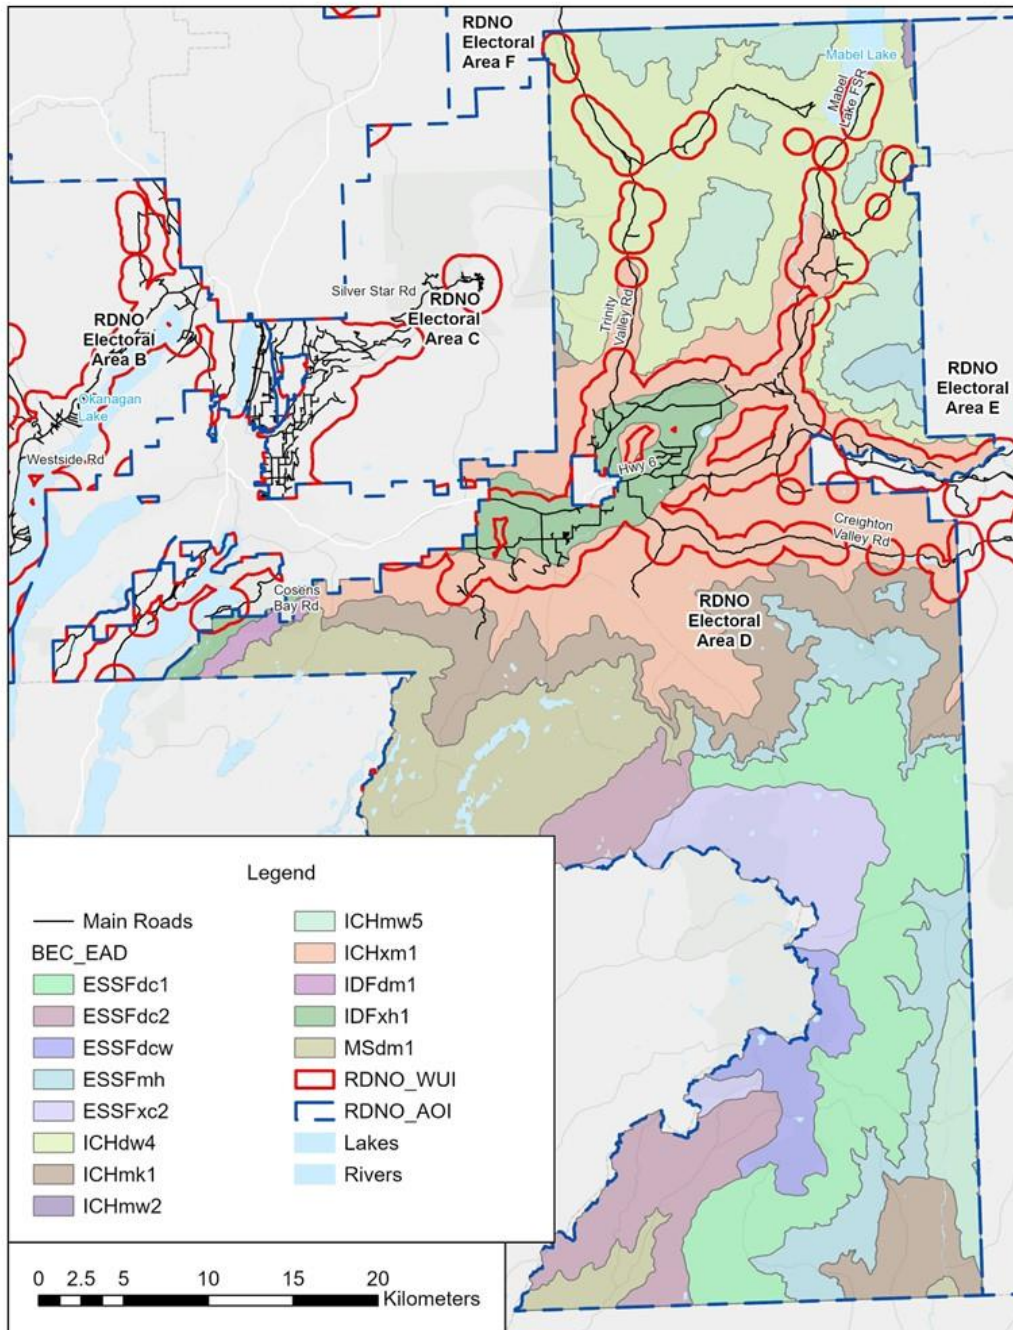 RDNO
Electoral
Area F
Mabel Lake
Mabel
Lake FSR
Silver Star Rd
RDNO
Electoral
Area C
RDNO
Electoral
Area B
Trinity
Valley Rd
RDNO
Electoral
Area E
Okanagan
Lake
Westside Rd
Hwy 6
Creighton
Valley Rd
Cosens
Bay Rd
RDNO
Electoral
Area D
Legend
Main Roads
BEC_EAD
ESSFdc1
ESSFdc2
ESSFdcw
ESSFmh
ESSFxc2
ICHdw4
ICHmk1
ICHmw2
ICHmw5
ICHxm1
IDFdm1
IDFxh1
MSdm1
RDNO_WUI
RDNO_AOI
Lakes
Rivers
0 2.5 5 10 15 20
Kilometers